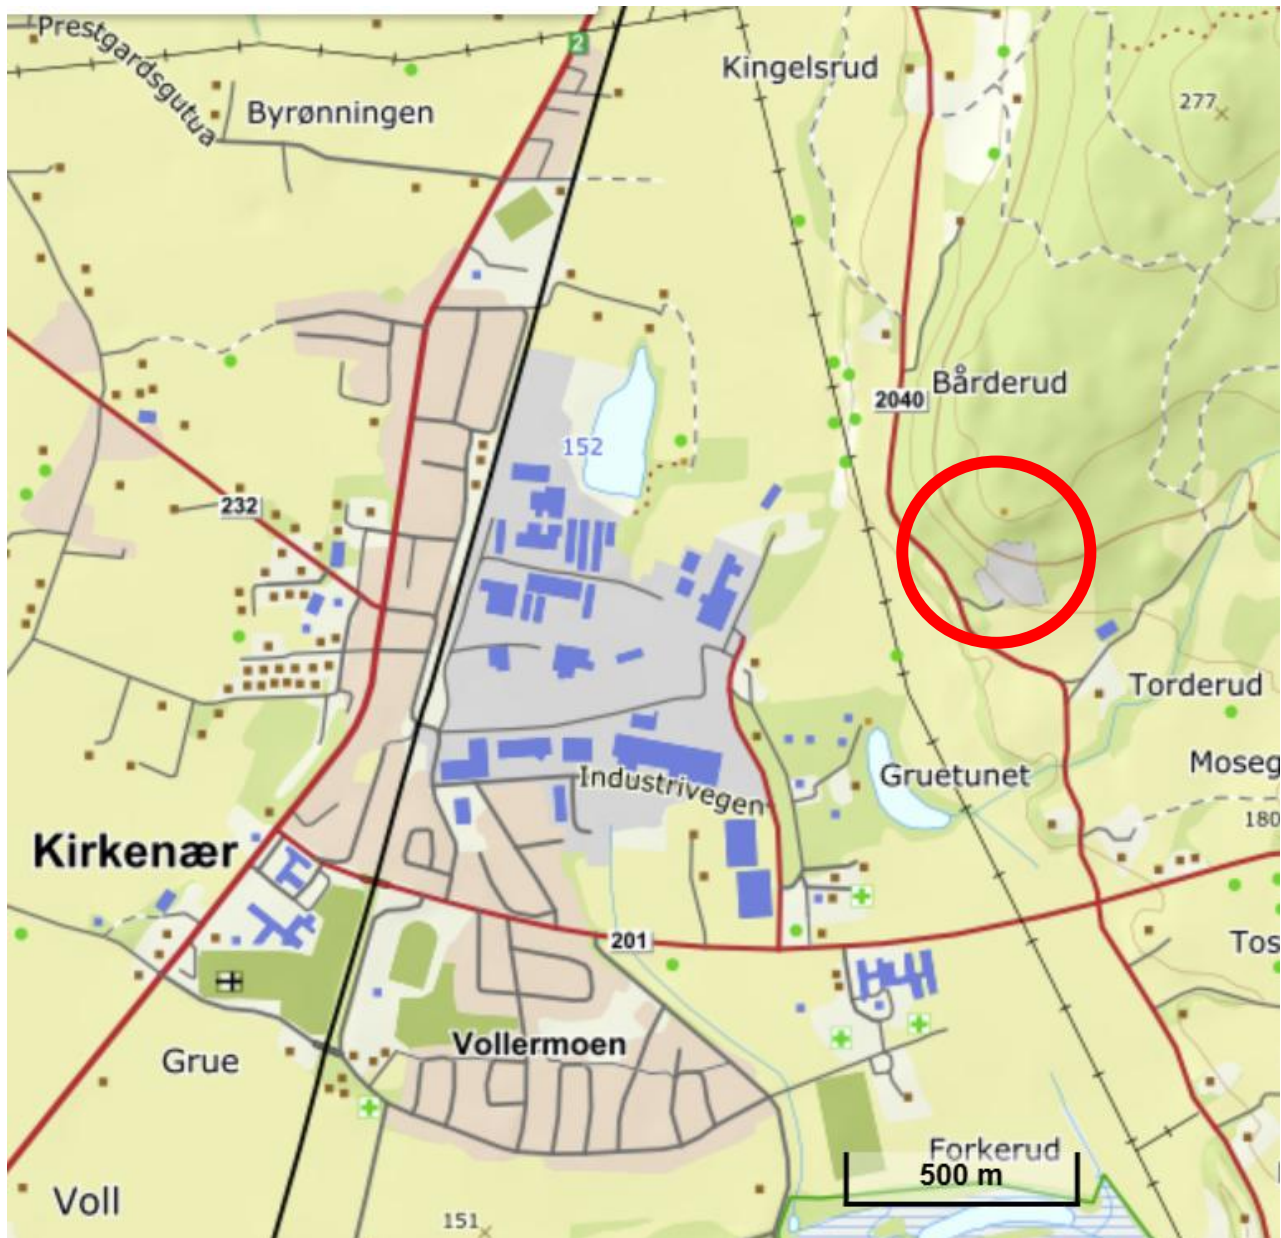 Prestgardsgutua
2
Kingelsrud
277
Byrønningen
Bårderud
2040
152
232
Torderud
Moseg
Gruetunet
Industrivegen
180
Kirkenær
201
Tos
Vollermoen
Grue
Forkerud
500 m
Voll
151